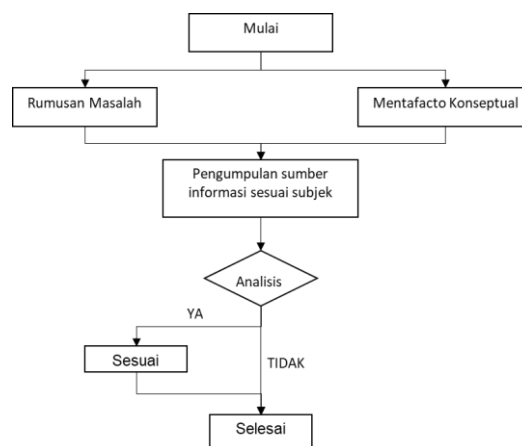 Mulai
Rumusan Masalah
Mentafacto Konseptual
Pengumpulan sumber
informasi sesuai subjek
Analisis
YA
Sesuai
TIDAK
Selesai